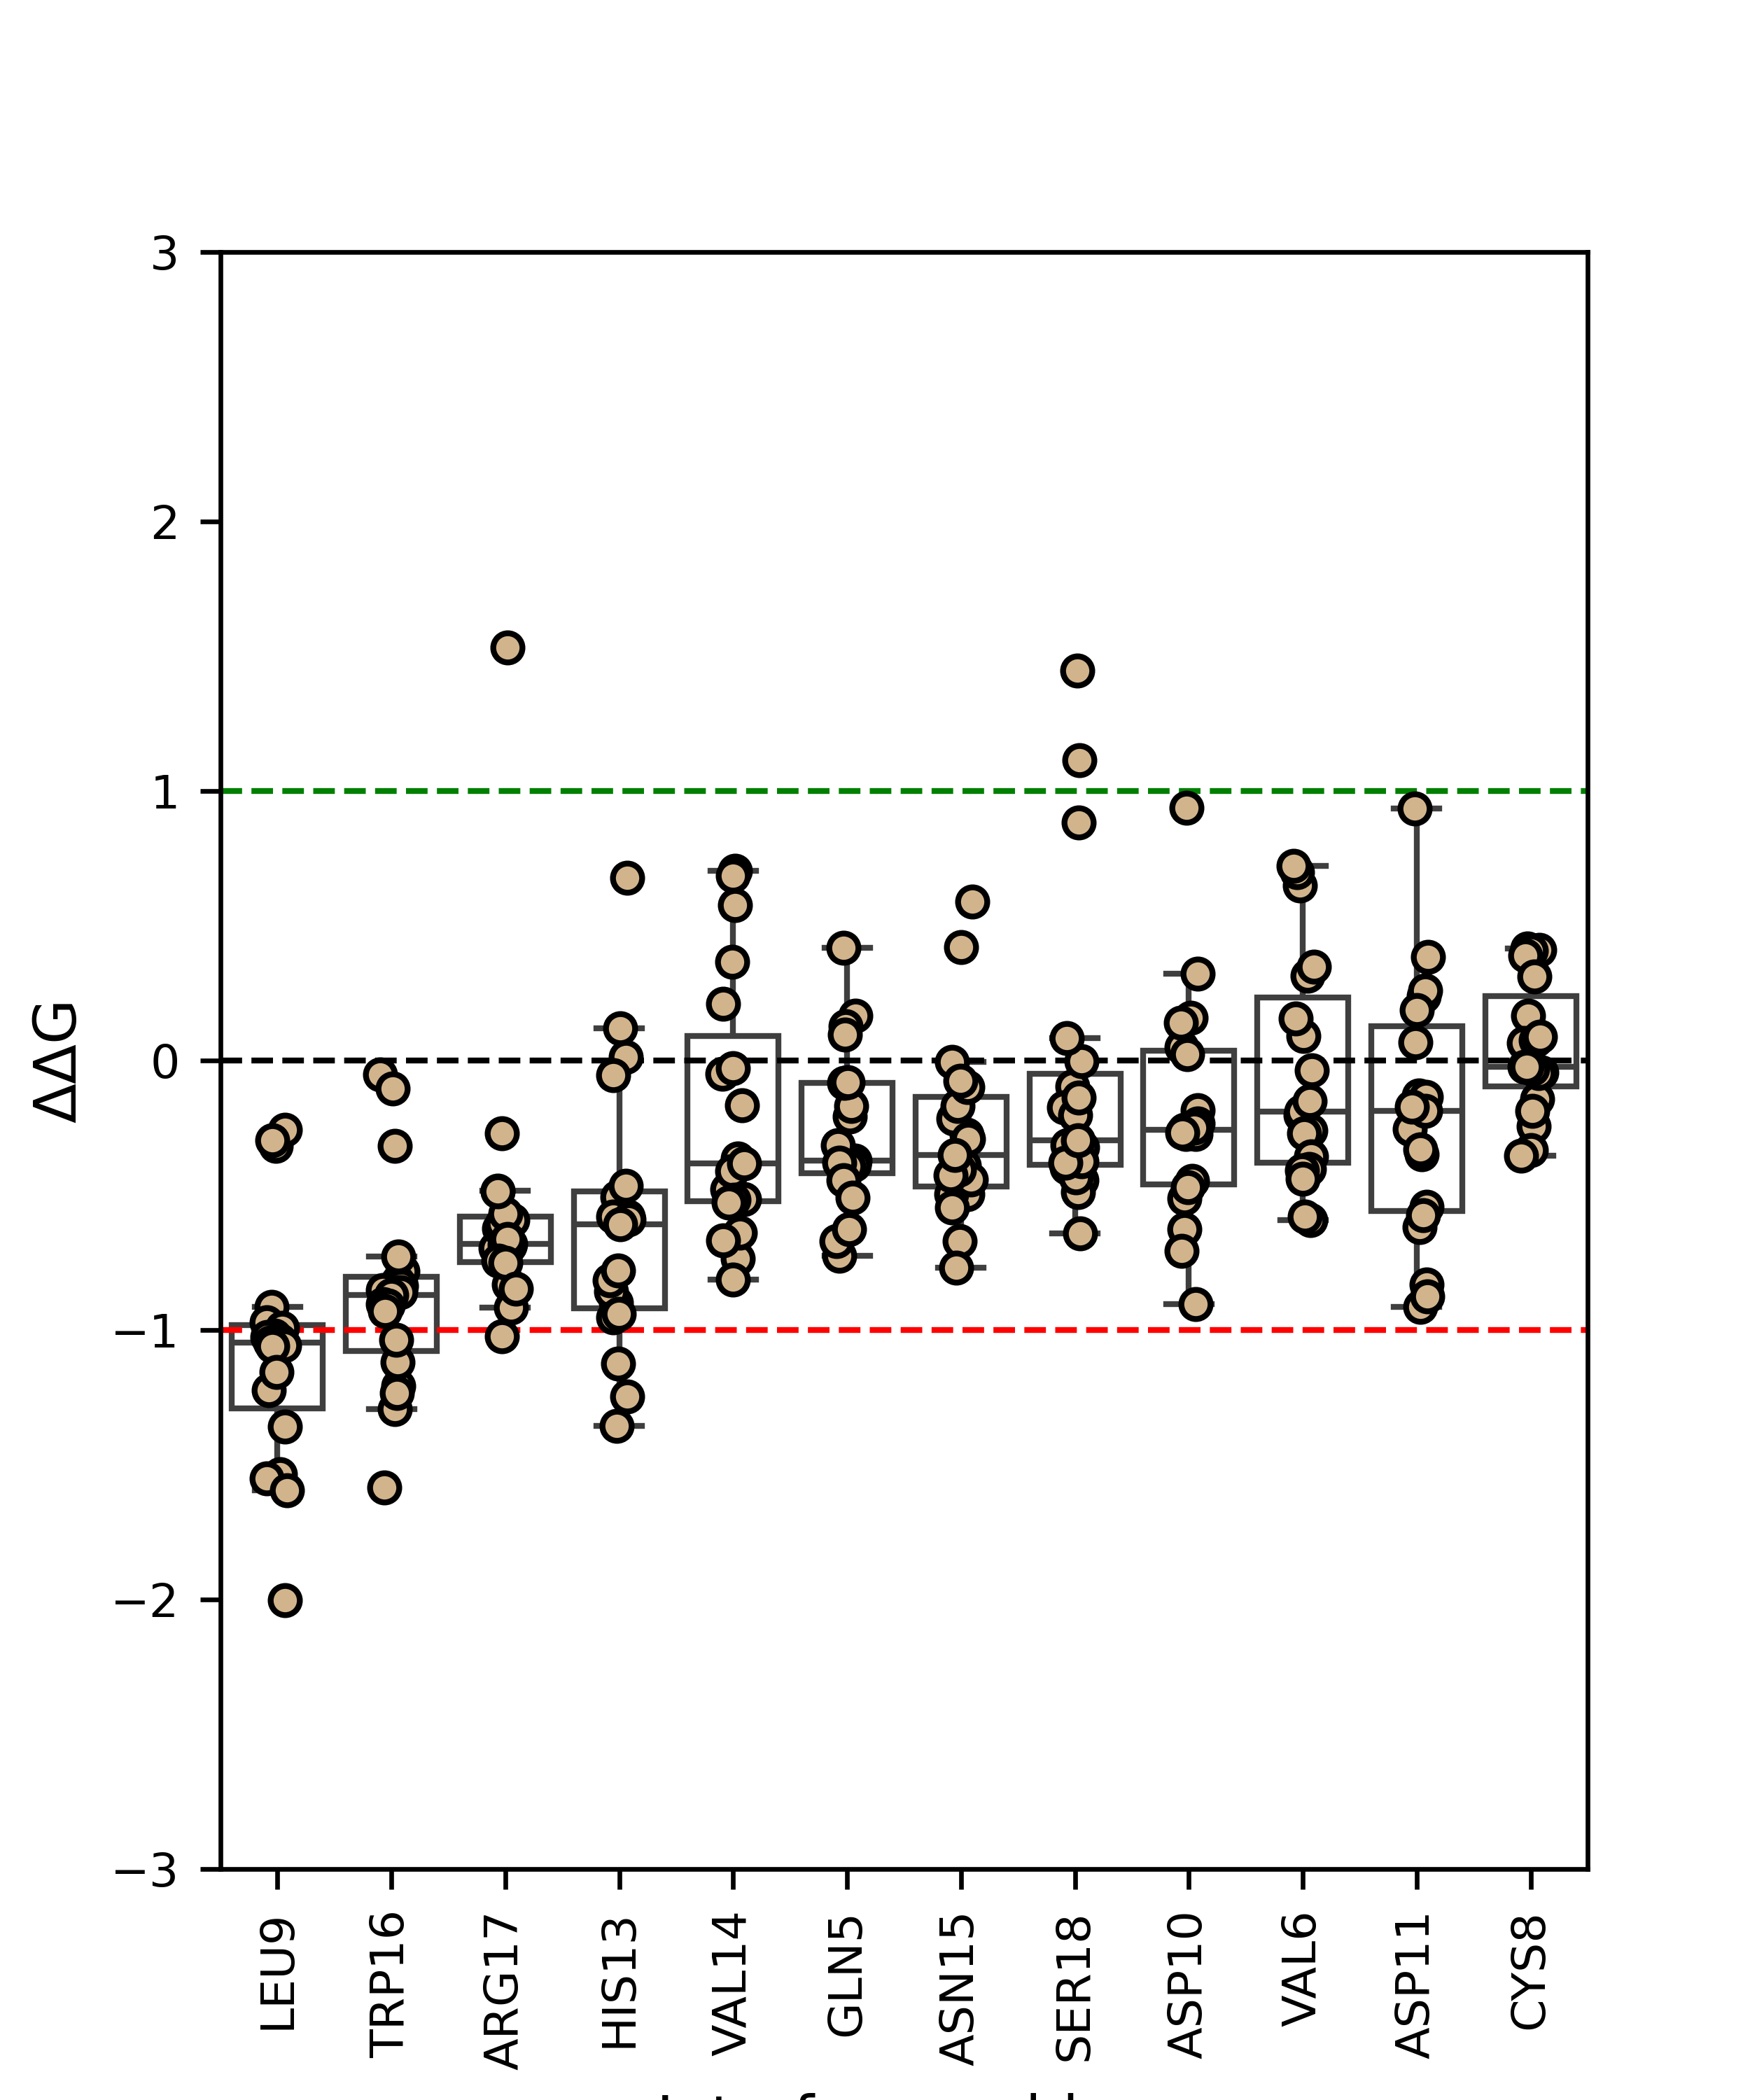 3
2
1
0
−1
−2
−3
ΔΔG
LEU9
TRP16
ARG17
HIS13
VAL14
GLN5
ASN15
SER18
ASP10
VAL6
ASP11
CYS8